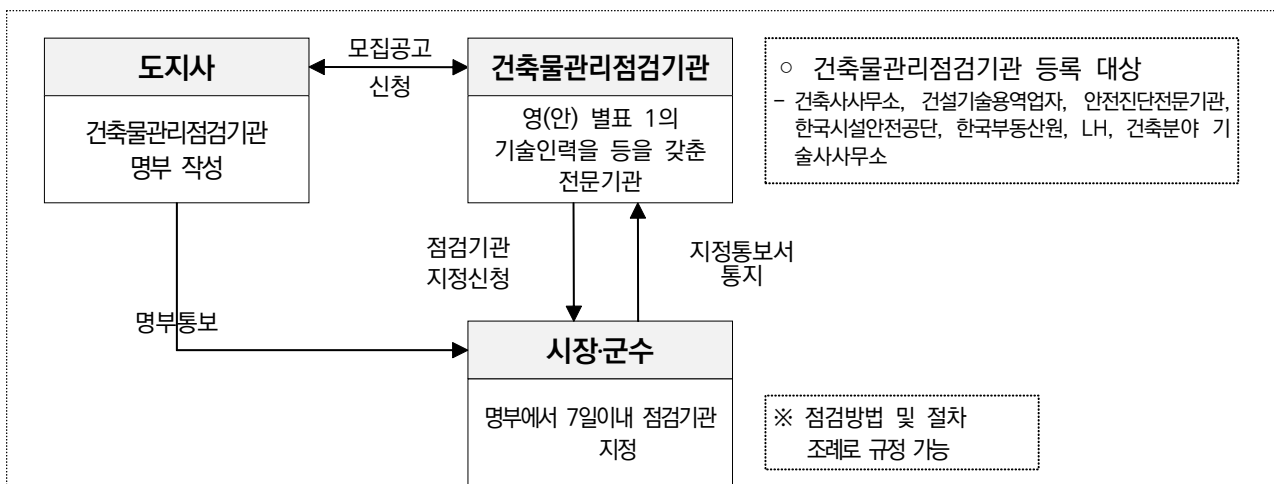 도지사
건축물관리점검기관
명부 작성
모집공고
신청
건축물관리점검기관
영(안) 별표 1의
기술인력을 등을 갖춘
전문기관
○ 건축물관리점검기관 등록 대상
- 건축사사무소, 건설기술용역업자, 안전진단전문기관,
한국시설안전공단, 한국부동산원, LH, 건축분야 기
술사사무소
점검기관
지정신청
지정통보서
통지
명부통보
시장·군수
명부에서 7일이내 점검기관
지정
※ 점검방법 및 절차
조례로 규정 가능